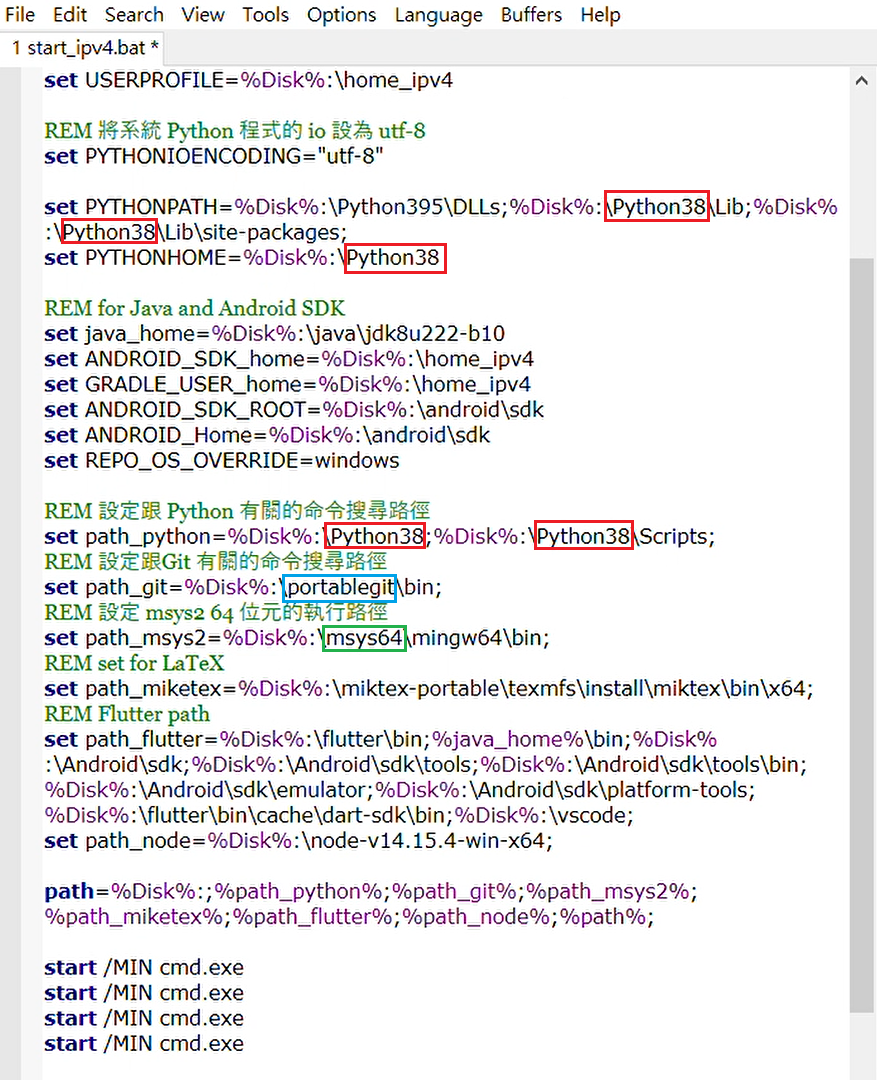 File Edit Search View Tools Options Language Buffers Help
1 start_ipv4.bat *
set USERPROFILE=%Disk%:\home_ipv4
REM 將系統 Python 程式的 io 設為 utf-8
set PYTHONIOENCODING="utf-8"
set PYTHONPATH=%Disk%:\Python395\DLLs;%Disk%:\Python38\Lib;%Disk%
:\Python38\Lib\site-packages;
set PYTHONHOME=%Disk%:\Python38
REM for Java and Android SDK
set java_home=%Disk%:\java\jdk8u222-b10
set ANDROID_SDK_home=%Disk%:\home_ipv4
set GRADLE_USER_home=%Disk%:\home_ipv4
set ANDROID_SDK_ROOT=%Disk%:\android\sdk
set ANDROID_Home=%Disk%:\android\sdk
set REPO_OS_OVERRIDE=windows
REM 設定跟 Python 有關的命令搜尋路徑
set path_python=%Disk%:\Python38;%Disk%:\Python38\Scripts;
REM 設定跟Git 有關的命令搜尋路徑
set path_git=%Disk%:\portablegit\bin;
REM 設定 msys2 64 位元的執行路徑
set path_msys2=%Disk%:\msys64\mingw64\bin;
REM set for LaTeX
set path_miketex=%Disk%:\miktex-portable\texmfs\install\miktex\bin\x64;
REM Flutter path
set path_flutter=%Disk%:\flutter\bin;%java_home%\bin;%Disk%
:\Android\sdk;%Disk%:\Android\sdk\tools;%Disk%:\Android\sdk\tools\bin;
%Disk%:\Android\sdk\emulator;%Disk%:\Android\sdk\platform-tools;
%Disk%:\flutter\bin\cache\dart-sdk\bin;%Disk%:\vscode;
set path_node=%Disk%:\node-v14.15.4-win-x64;
path=%Disk%:;%path_python%;%path_git%;%path_msys2%;
%path_miketex%;%path_flutter%;%path_node%;%path%;
start /MIN cmd.exe
start /MIN cmd.exe
start /MIN cmd.exe
start /MIN cmd.exe